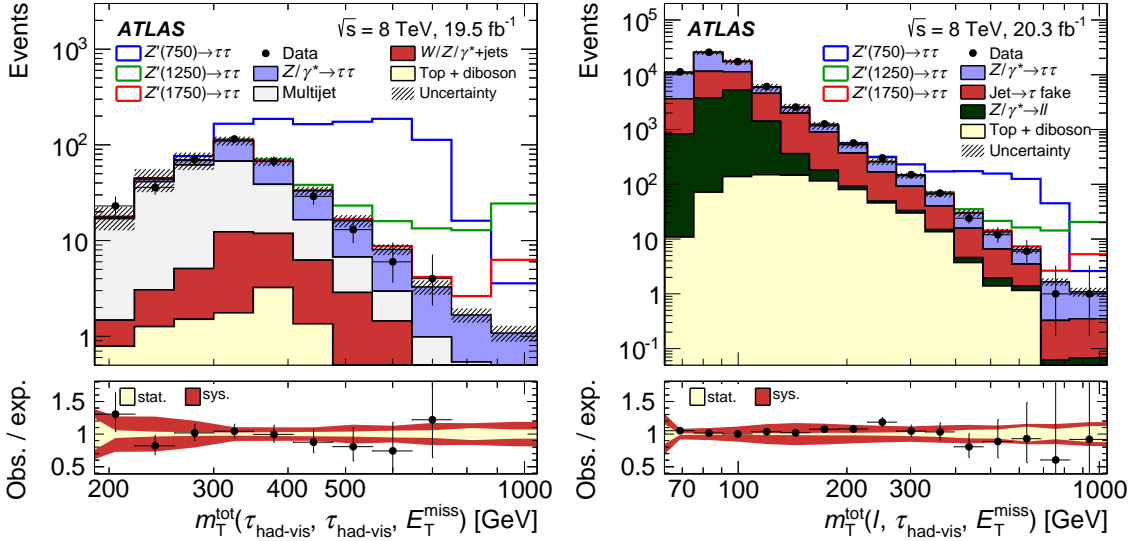 ATLAS
√s = 8 TeV, 19.5 fb⁻¹
Z′(750)→ττ
Z′(1250)→ττ
Z′(1750)→ττ
Data
Z/γ*→ττ
Multijet
W/Z/γ*+jets
Top + diboson
Uncertainty
Events
10³
10²
10
1
stat.
sys.
Obs. / exp.
1.5
1
0.5
200
300
400
1000
m_T^tot(τ_had-vis, τ_had-vis, E_T^miss) [GeV]
ATLAS
√s = 8 TeV, 20.3 fb⁻¹
Z′(750)→ττ
Z′(1250)→ττ
Z′(1750)→ττ
Data
Z/γ*→ττ
Jet→τ fake
Z/γ*→ll
Top + diboson
Uncertainty
Events
10⁵
10⁴
10³
10²
10
1
10⁻¹
stat.
sys.
Obs. / exp.
1.5
1
0.5
70
100
200
300
1000
m_T^tot(l, τ_had-vis, E_T^miss) [GeV]